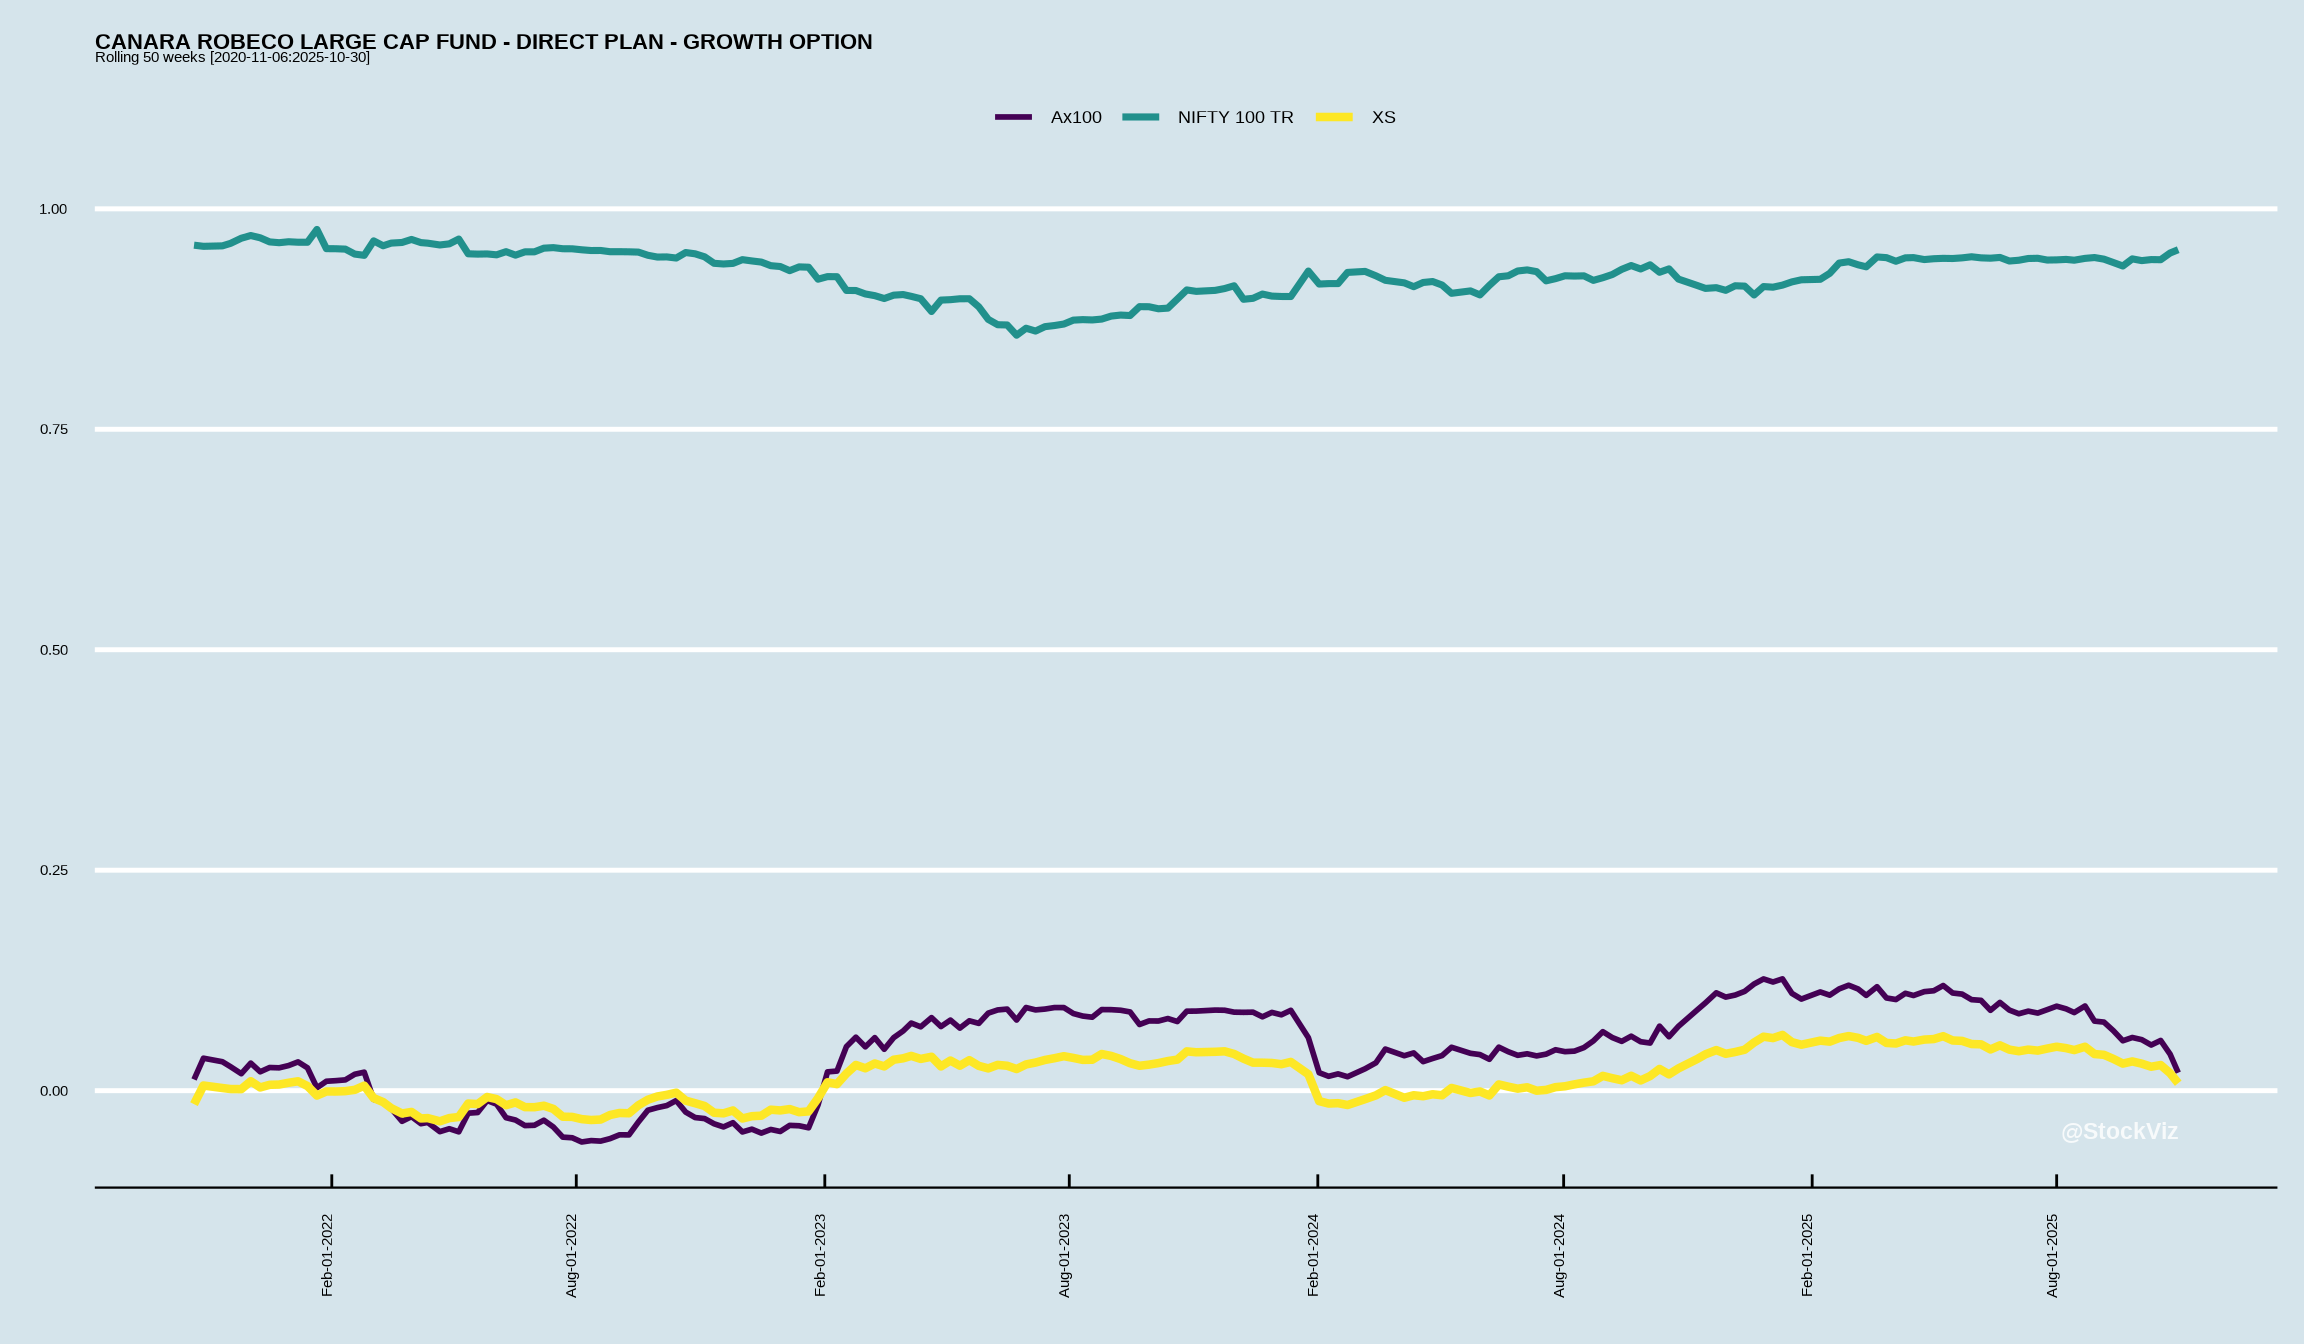 CANARA ROBECO LARGE CAP FUND - DIRECT PLAN - GROWTH OPTION
Rolling 50 weeks [2020-11-06:2025-10-30]
Ax100 NIFTY 100 TR XS
1.00
0.75
0.50
0.25
0.00
@StockViz
Feb-01-2022 Aug-01-2022 Feb-01-2023 Aug-01-2023 Feb-01-2024 Aug-01-2024 Feb-01-2025 Aug-01-2025